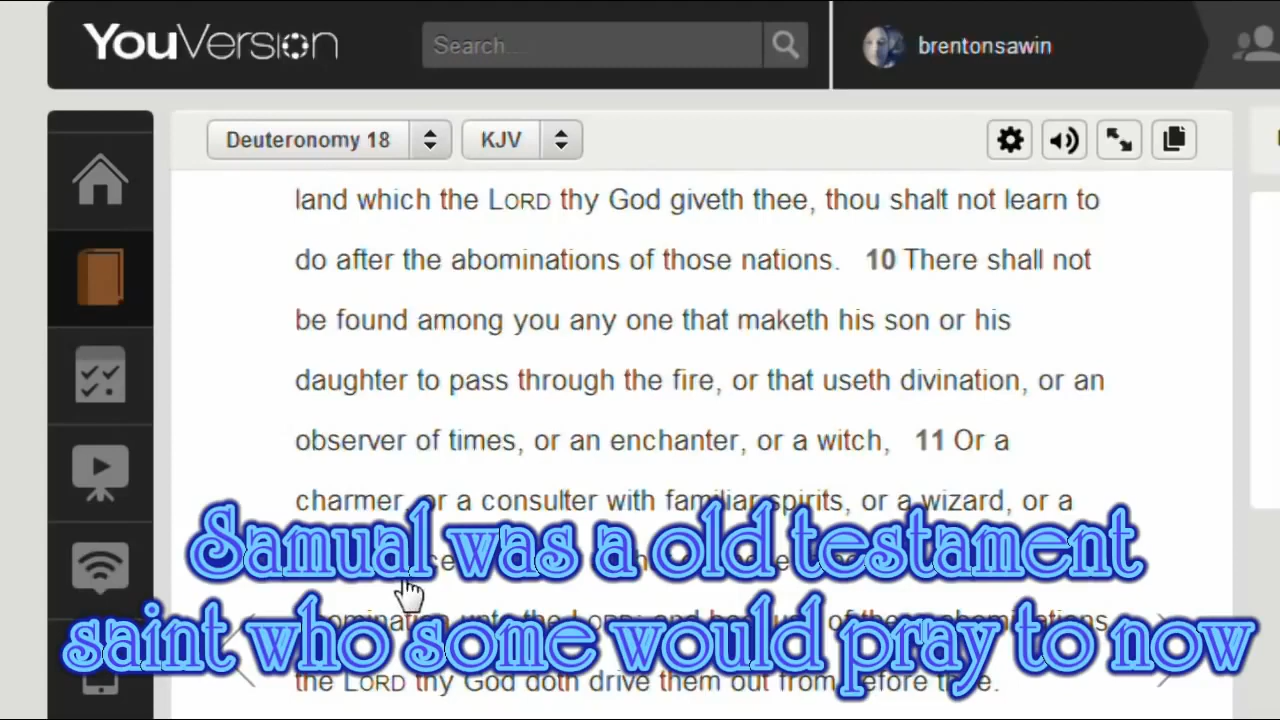 YouVersion
Search...
brentonsawin
Deuteronomy 18
KJV
land which the LORD thy God giveth thee, thou shalt not learn to
do after the abominations of those nations. 10 There shall not
be found among you any one that maketh his son or his
daughter to pass through the fire, or that useth divination, or an
observer of times, or an enchanter, or a witch, 11 Or a
charmer, or a consulter with familiar spirits, or a wizard, or a
Samual was a old testament
unto the LORD: and
saint who some would pray to now
the LORD thy God doth drive them out from before thee.